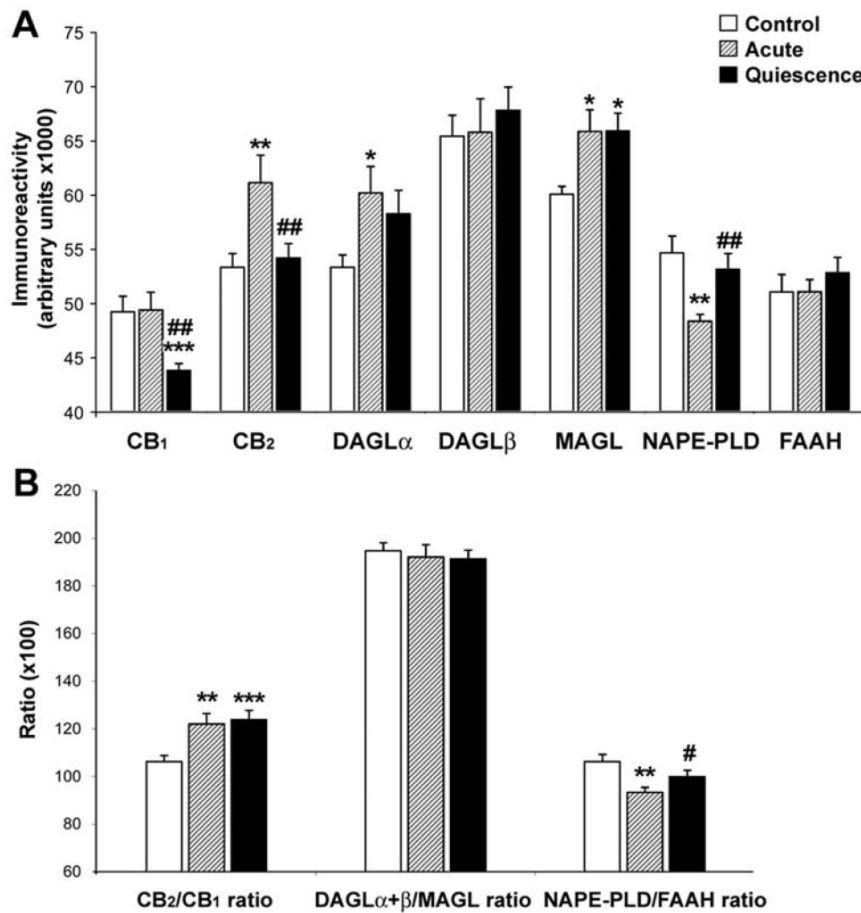 A
Control
Acute
Quiescence
Immunoreactivity
(arbitrary units x1000)
75
70
65
60
55
50
45
40
**
*
*
*
##
##
***
##
**
CB₁
CB₂
DAGLα
DAGLβ
MAGL
NAPE-PLD
FAAH
B
Ratio (x100)
220
200
180
160
140
120
100
80
60
**
***
**
#
CB₂/CB₁ ratio
DAGLα+β/MAGL ratio
NAPE-PLD/FAAH ratio